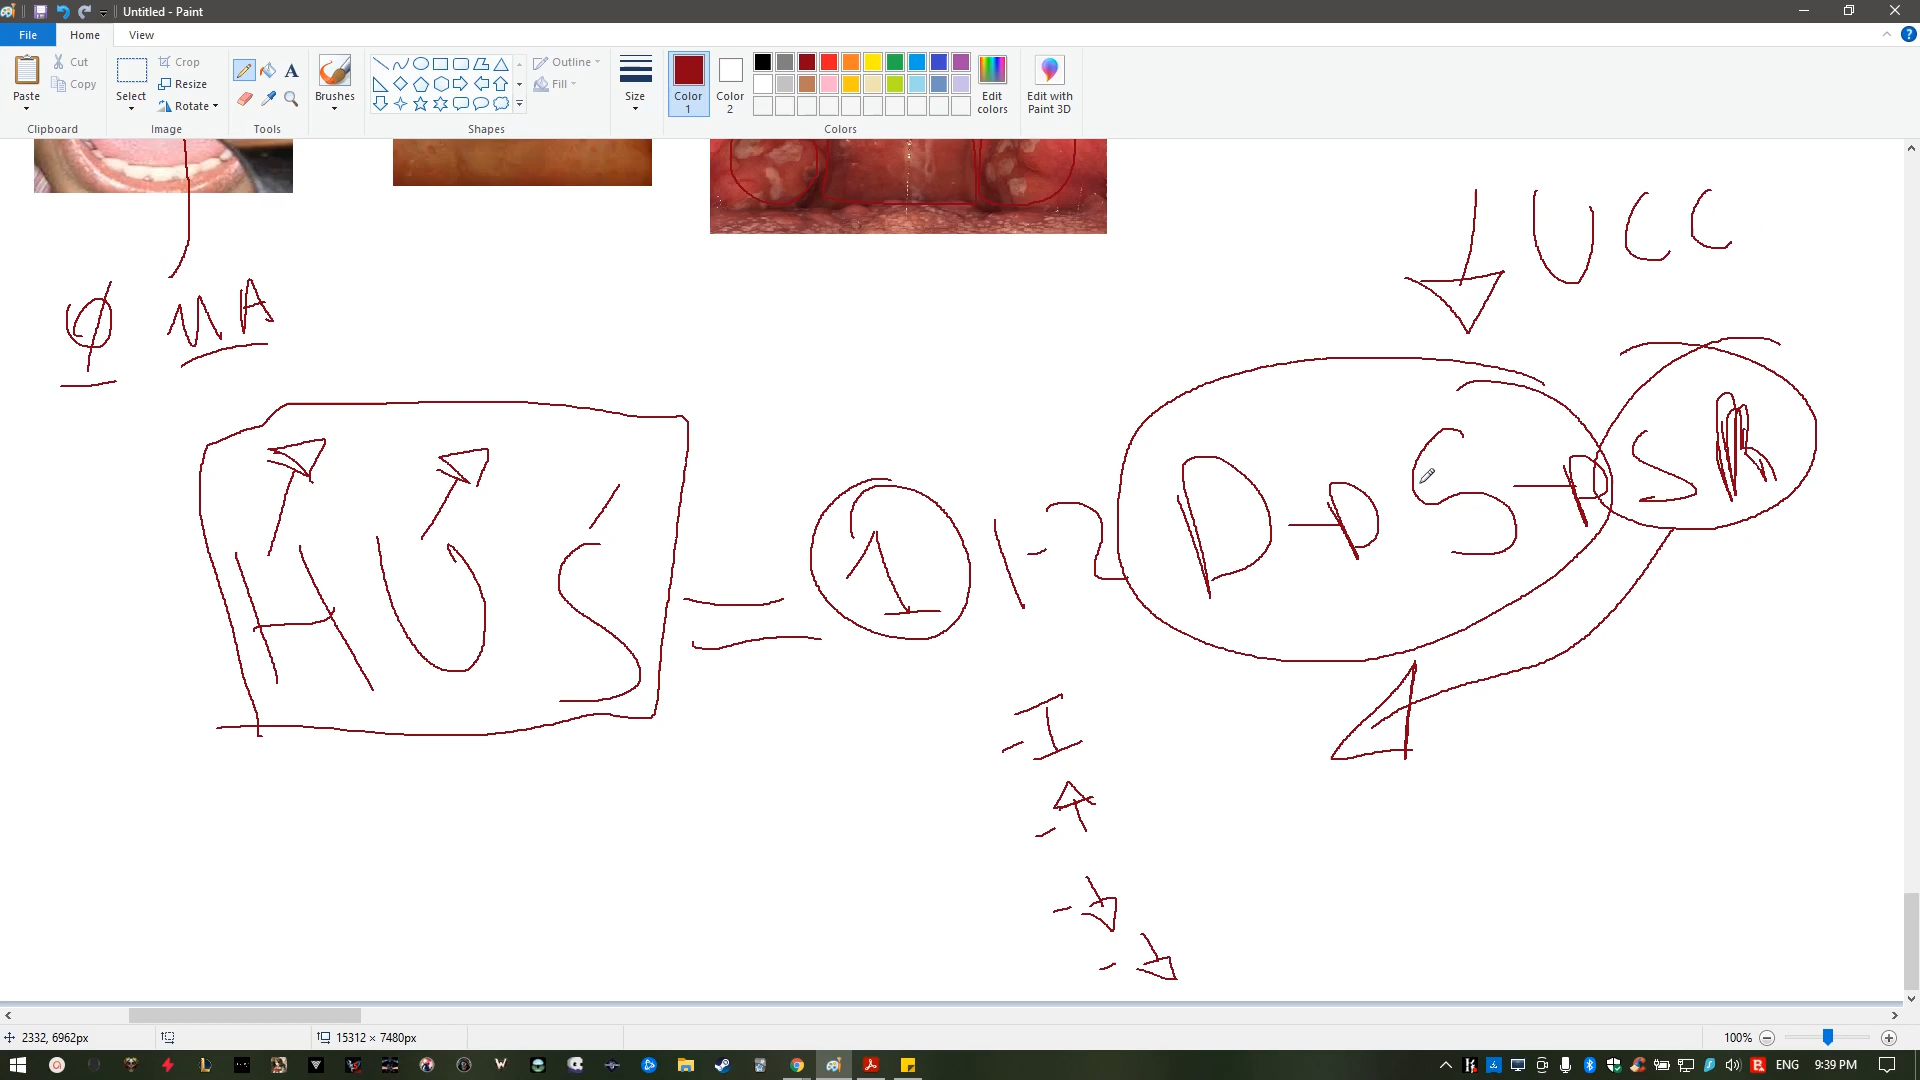 Untitled - Paint
File Home View
Paste Cut Copy Clipboard
Select Crop Resize Rotate Image
Tools
Brushes
Shapes
Outline Fill
Size
Color 1 Color 2 Edit colors Colors
Edit with Paint 3D
UCC
MA
HUS
1 1-2
I
2332, 6962px 15312 × 7480px 100%
ENG 9:39 PM